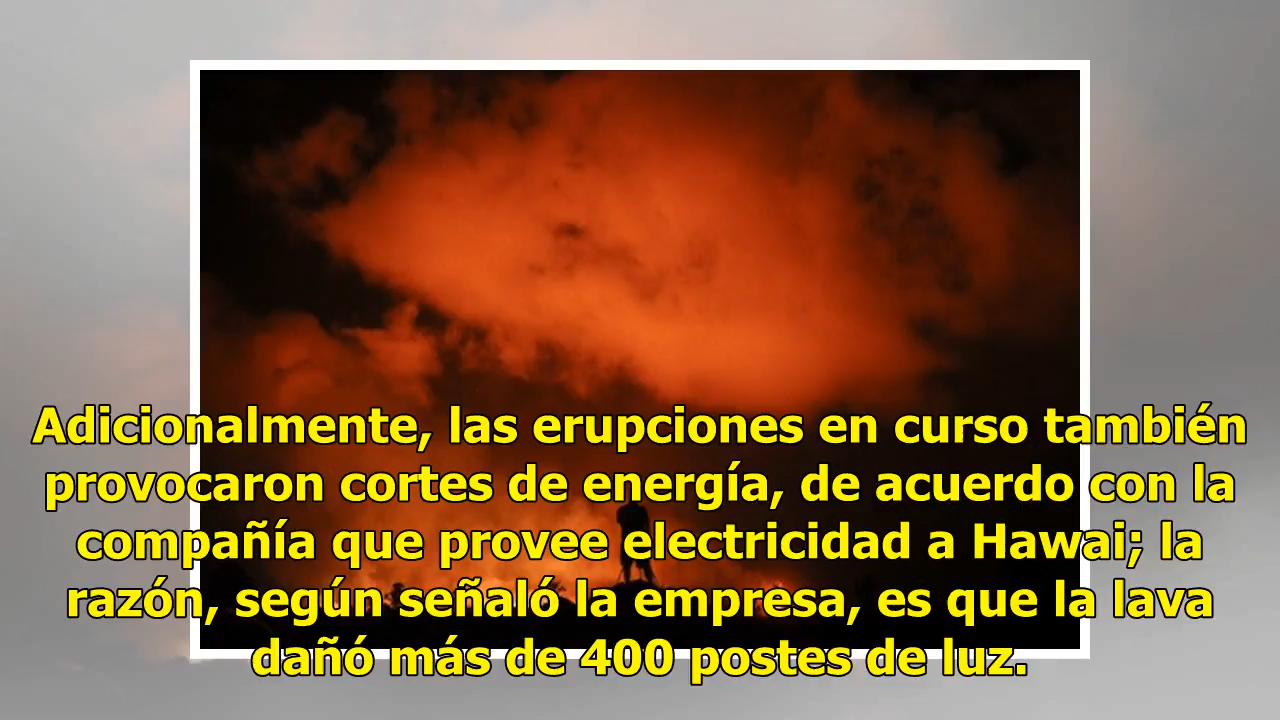 Adicionalmente, las erupciones en curso también
provocaron cortes de energía, de acuerdo con la
compañía que provee electricidad a Hawai; la
razón, según señaló la empresa, es que la lava
dañó más de 400 postes de luz.